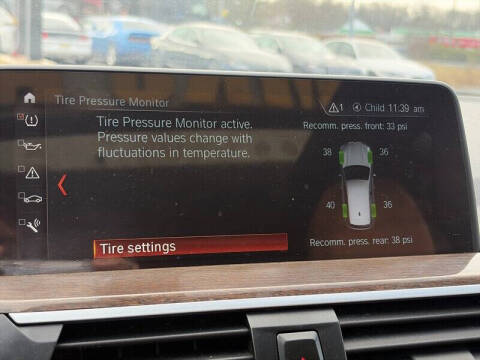 Tire Pressure Monitor
1 Child 11:39 am
Tire Pressure Monitor active.
Pressure values change with
fluctuations in temperature.
Recomm. press. front: 33 psi
38 36
40 36
Tire settings
Recomm. press. rear: 38 psi